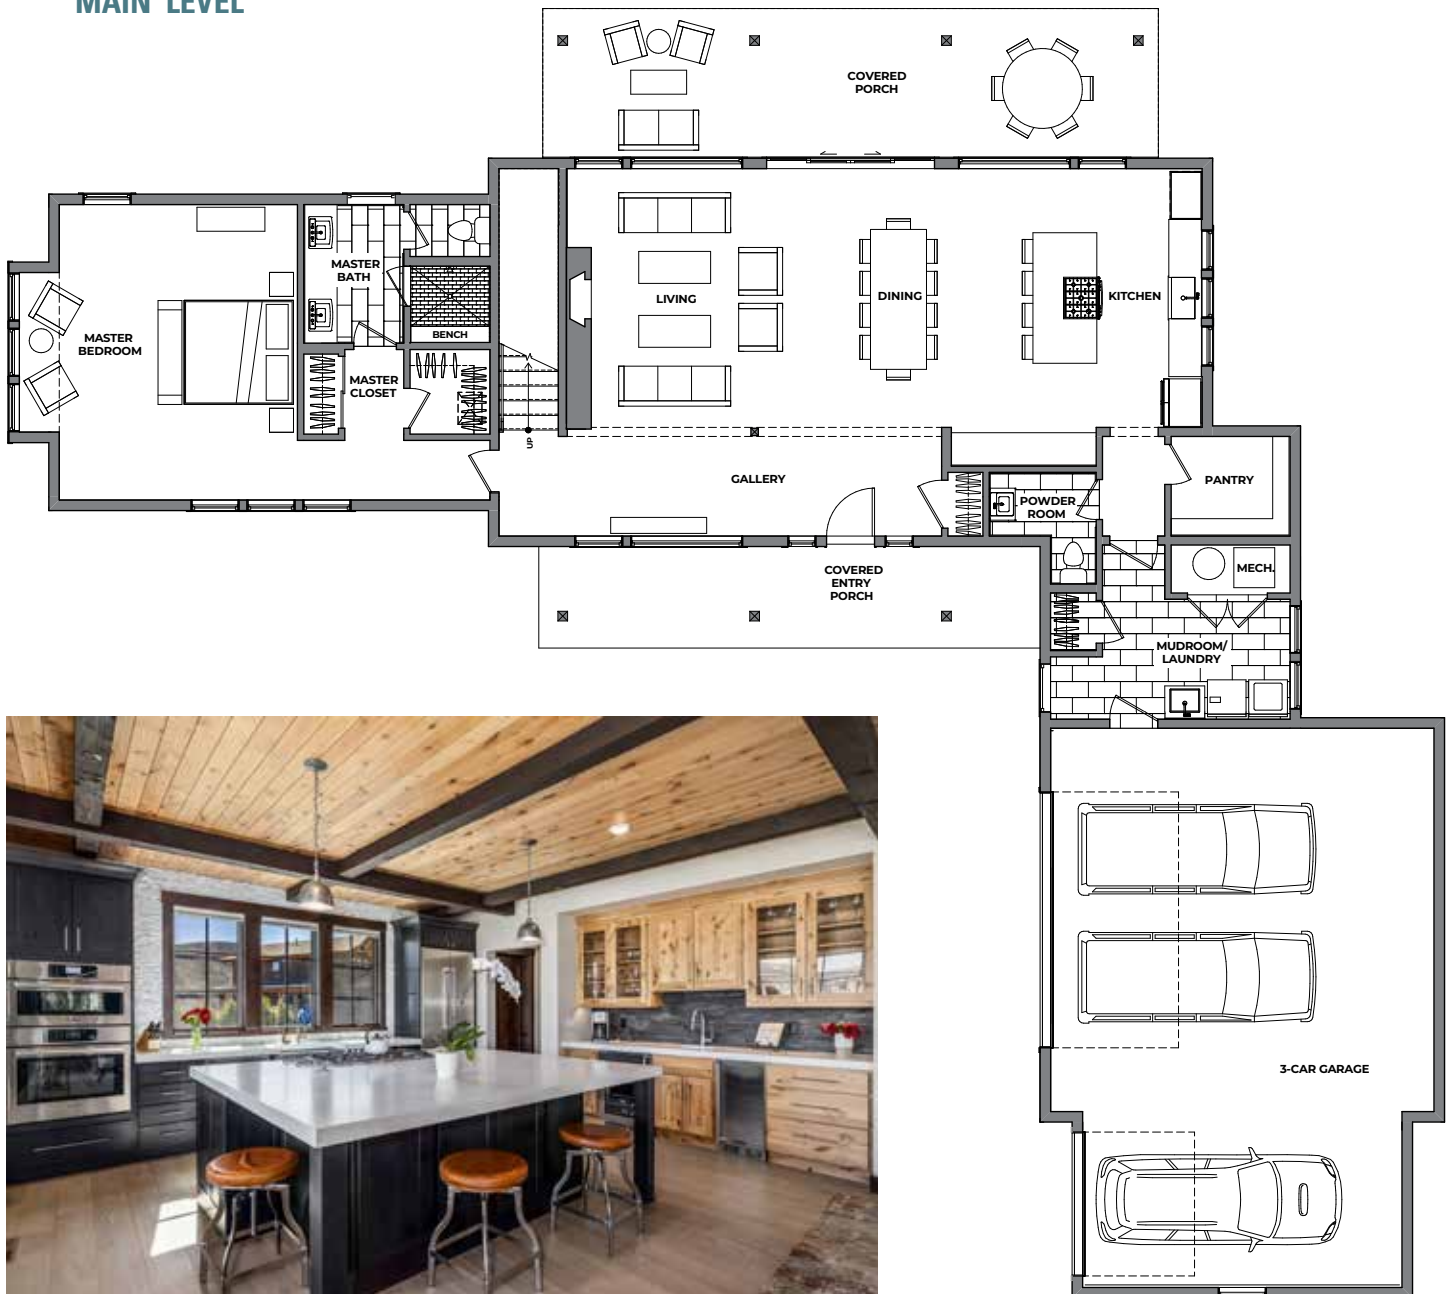 MAIN LEVEL
COVERED
PORCH
MASTER
BATH
BENCH
MASTER
BEDROOM
MASTER
CLOSET
LIVING
DINING
KITCHEN
UP
GALLERY
POWDER
ROOM
PANTRY
COVERED
ENTRY
PORCH
MECH.
MUDROOM/
LAUNDRY
3-CAR GARAGE